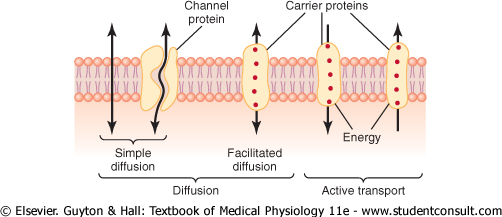 Channel
protein
Carrier proteins
Energy
Simple
diffusion
Facilitated
diffusion
Diffusion
Active transport
© Elsevier. Guyton & Hall: Textbook of Medical Physiology 11e - www.studentconsult.com